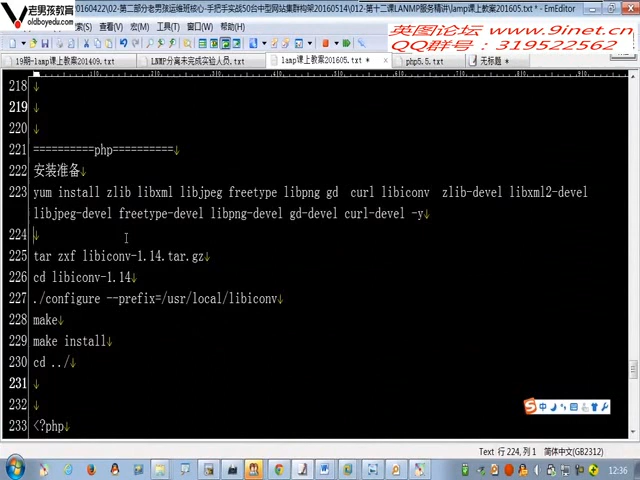 老男孩教育
oldboyedu.com
20160422\02-第二部分老男孩运维班核心-手把手实战50台中型网站集群构架20160514\012-第十二课LANMP服务精讲\lamp课上教案201605.txt * - EmEditor
(S) 查看(V) 宏(M) 工具(T) 窗口(W) 帮助(H)
www.9inet.cn
英图论坛
QQ群号：319522562
19期-lamp课上教案201409.txt LNMP分离未完成实验人员.txt lamp课上教案201605.txt * php5.5.txt 无标题 *
218
219
220
221 ==========php==========
222 安装准备
223 yum install zlib libxml libjpeg freetype libpng gd curl libiconv zlib-devel libxml2-devel
libjpeg-devel freetype-devel libpng-devel gd-devel curl-devel -y
224
225 tar zxf libiconv-1.14.tar.gz
226 cd libiconv-1.14
227 ./configure --prefix=/usr/local/libiconv
228 make
229 make install
230 cd ../
231
232
233 <?php
中
Text 行 224, 列 1 简体中文(GB2312)
12:36